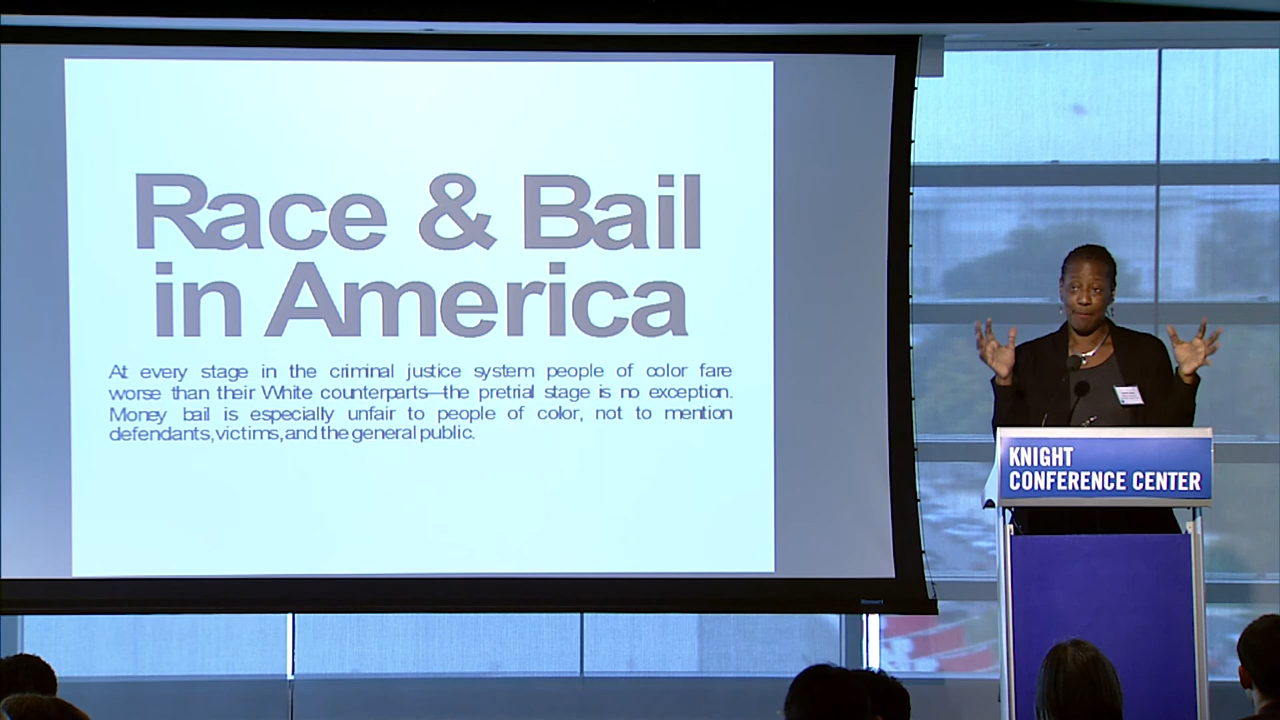 Race & Bail
in America
At every stage in the criminal justice system people of color fare
worse than their White counterparts—the pretrial stage is no exception.
Money bail is especially unfair to people of color, not to mention
defendants, victims, and the general public.
KNIGHT
CONFERENCE CENTER